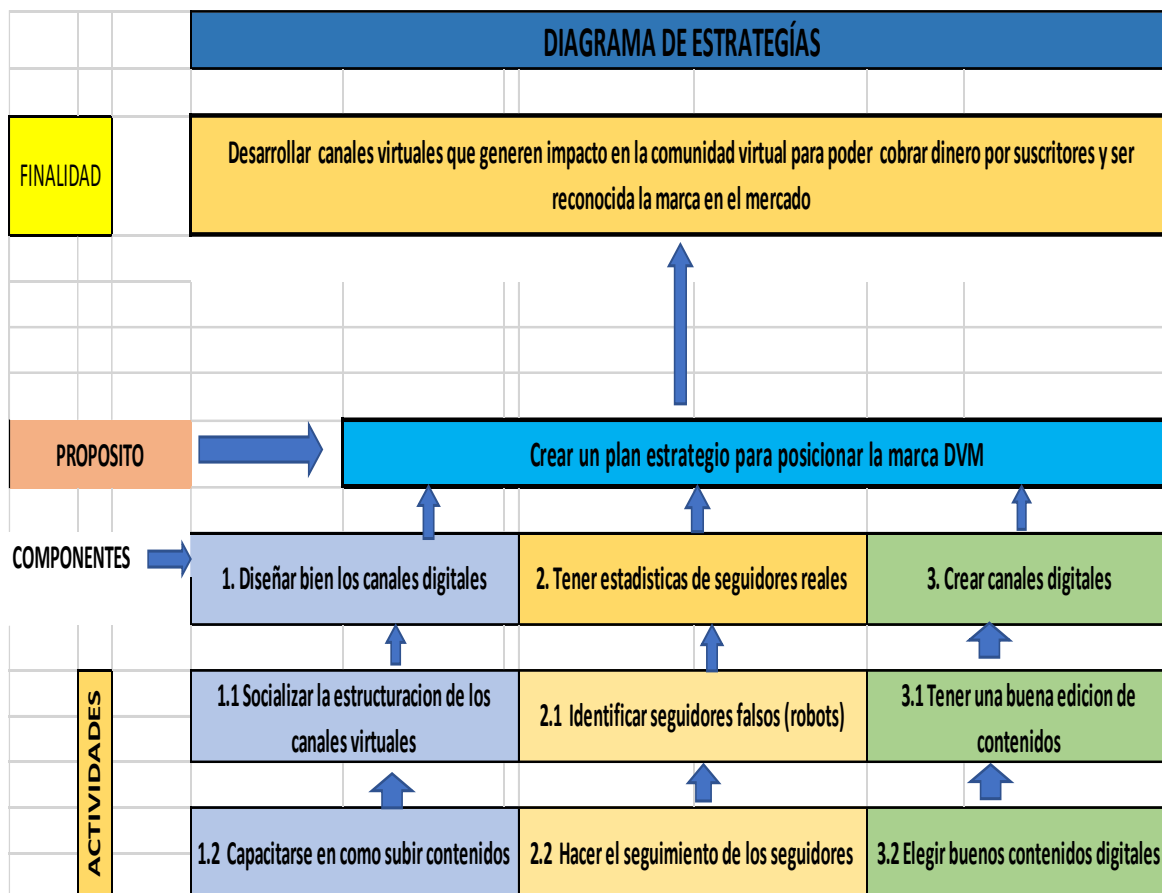 DIAGRAMA DE ESTRATEGÍAS
FINALIDAD
Desarrollar canales virtuales que generen impacto en la comunidad virtual para poder cobrar dinero por suscritores y ser
reconocida la marca en el mercado
PROPOSITO
Crear un plan estrategio para posicionar la marca DVM
COMPONENTES
1. Diseñar bien los canales digitales
2. Tener estadisticas de seguidores reales
3. Crear canales digitales
ACTIVIDADES
1.1 Socializar la estructuracion de los
canales virtuales
2.1 Identificar seguidores falsos (robots)
3.1 Tener una buena edicion de
contenidos
1.2 Capacitarse en como subir contenidos
2.2 Hacer el seguimiento de los seguidores
3.2 Elegir buenos contenidos digitales